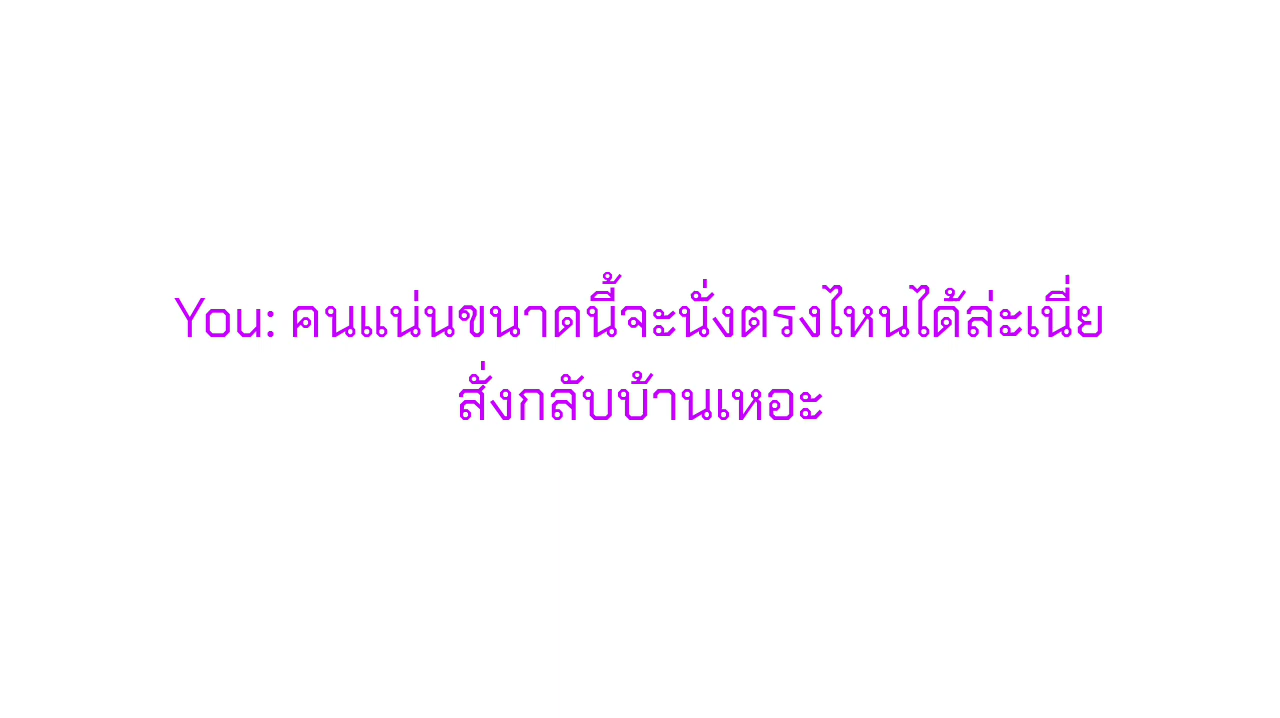 You: คนแน่นขนาดนี้จะนั่งตรงไหนได้ล่ะเนี่ย
สั่งกลับบ้านเหอะ